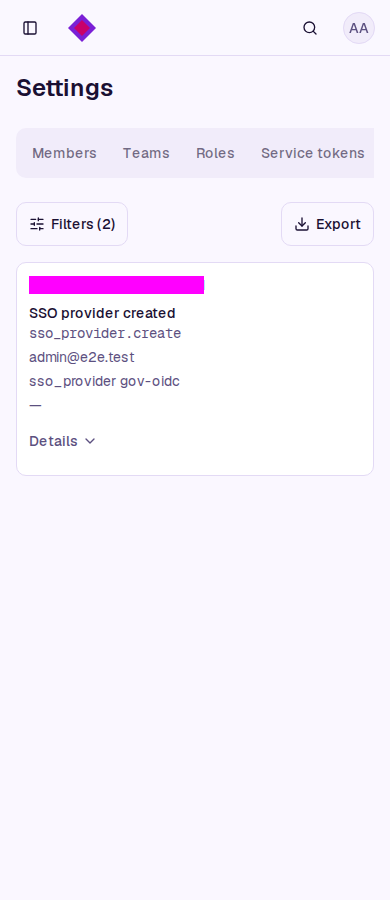 AA
Settings
Members Teams Roles Service tokens
Filters (2) Export
SSO provider created
sso_provider.create
admin@e2e.test
sso_provider gov-oidc
—
Details